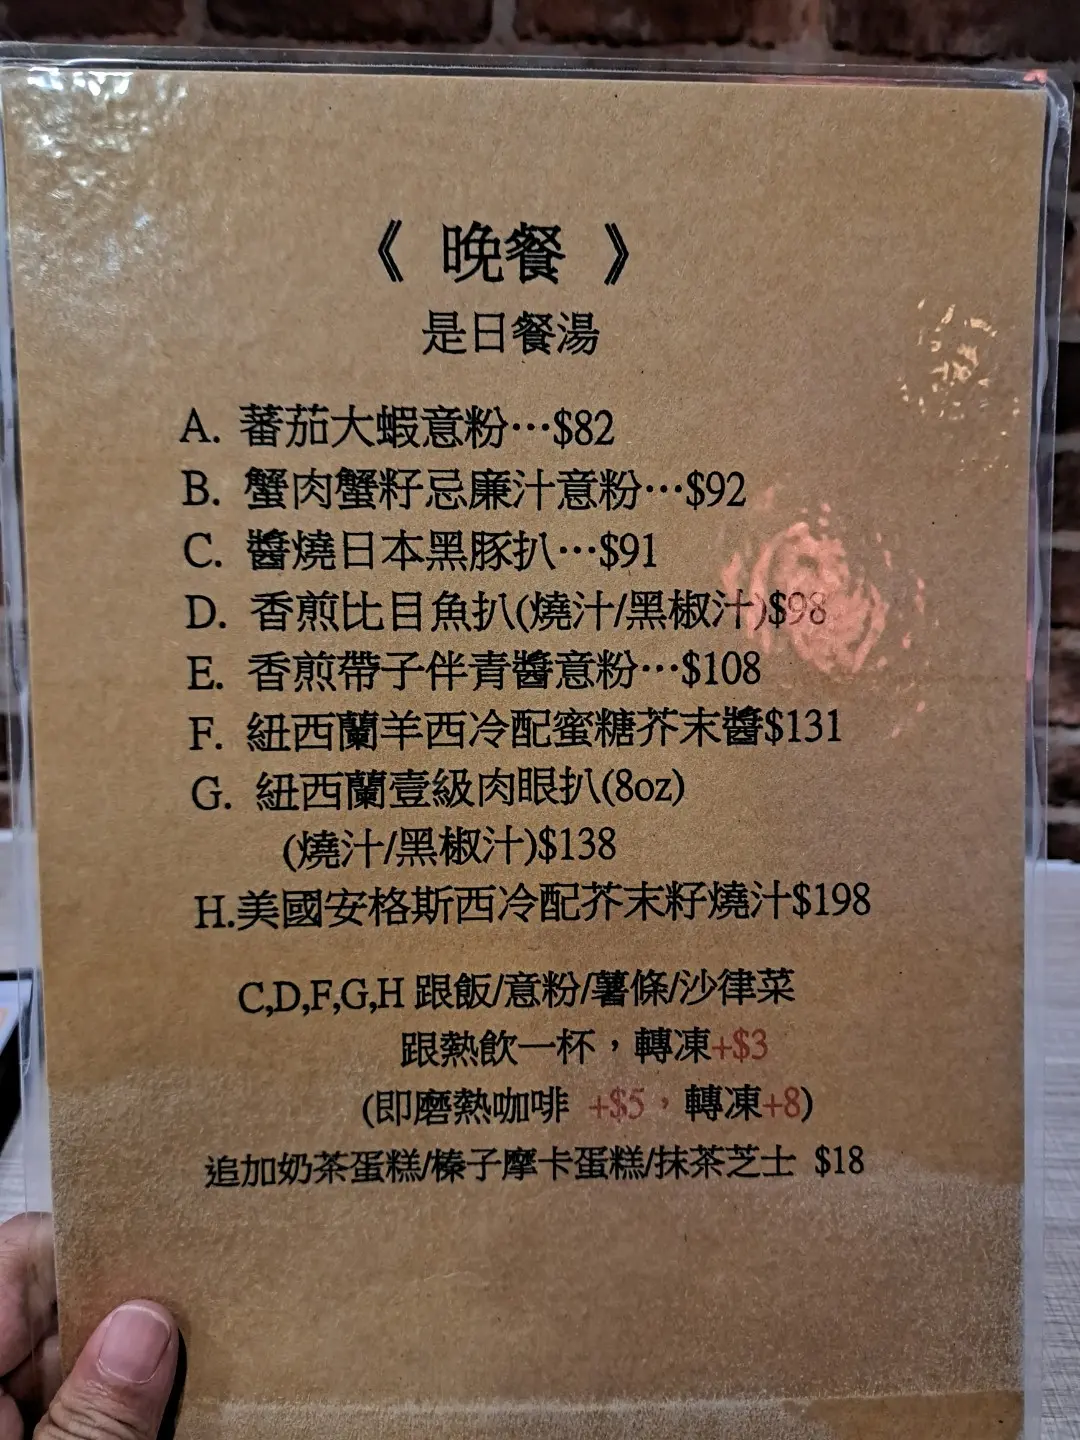 《 晚餐 》
是日餐湯
A. 蕃茄大蝦意粉…$82
B. 蟹肉蟹籽忌廉汁意粉…$92
C. 醬燒日本黑豚扒…$91
D. 香煎比目魚扒(燒汁/黑椒汁)$98
E. 香煎帶子伴青醬意粉…$108
F. 紐西蘭羊西冷配蜜糖芥末醬$131
G. 紐西蘭壹級肉眼扒(8oz)
(燒汁/黑椒汁)$138
H.美國安格斯西冷配芥末籽燒汁$198
C,D,F,G,H 跟飯/意粉/薯條/沙律菜
跟熱飲一杯，轉凍+$3
(即磨熱咖啡 +$5，轉凍+8)
追加奶茶蛋糕/榛子摩卡蛋糕/抹茶芝士 $18